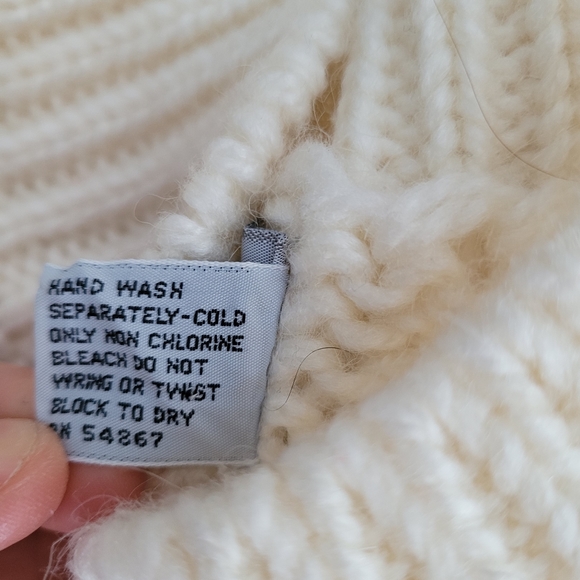 HAND WASH
SEPARATELY-COLD
ONLY NON CHLORINE
BLEACH DO NOT
WRING OR TWIST
BLOCK TO DRY
RN 54867